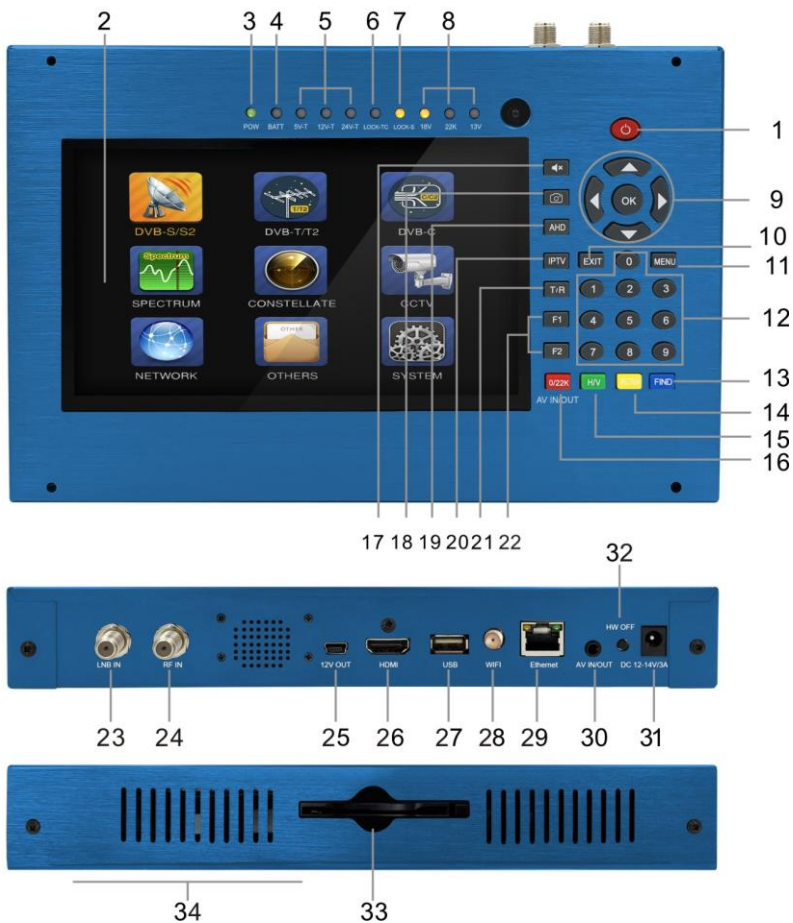 2 3 4 5 6 7 8
POW BATT 5V-T 12V-T 24V-T LOCK-TC LOCK-S 18V 22K 13V
1
DVB-S/S2 DVB-T/T2 DVB-C
T/T2
OK
9
AHD
10
Spectrum
IPTV EXIT 0 MENU
11
SPECTRUM CONSTELLATE CCTV
T/R 1 2 3
F1 4 5 6
12
OTHER
F2 7 8 9
NETWORK OTHERS SYSTEM
0/22K H/V FIND
13
AV IN/OUT
14
15
16
17 18 19 20 21 22
32
HW OFF
LNB IN RF IN 12V OUT HDMI USB WIFI Ethernet AV IN/OUT DC 12-14V/3A
23 24 25 26 27 28 29 30 31
34 33